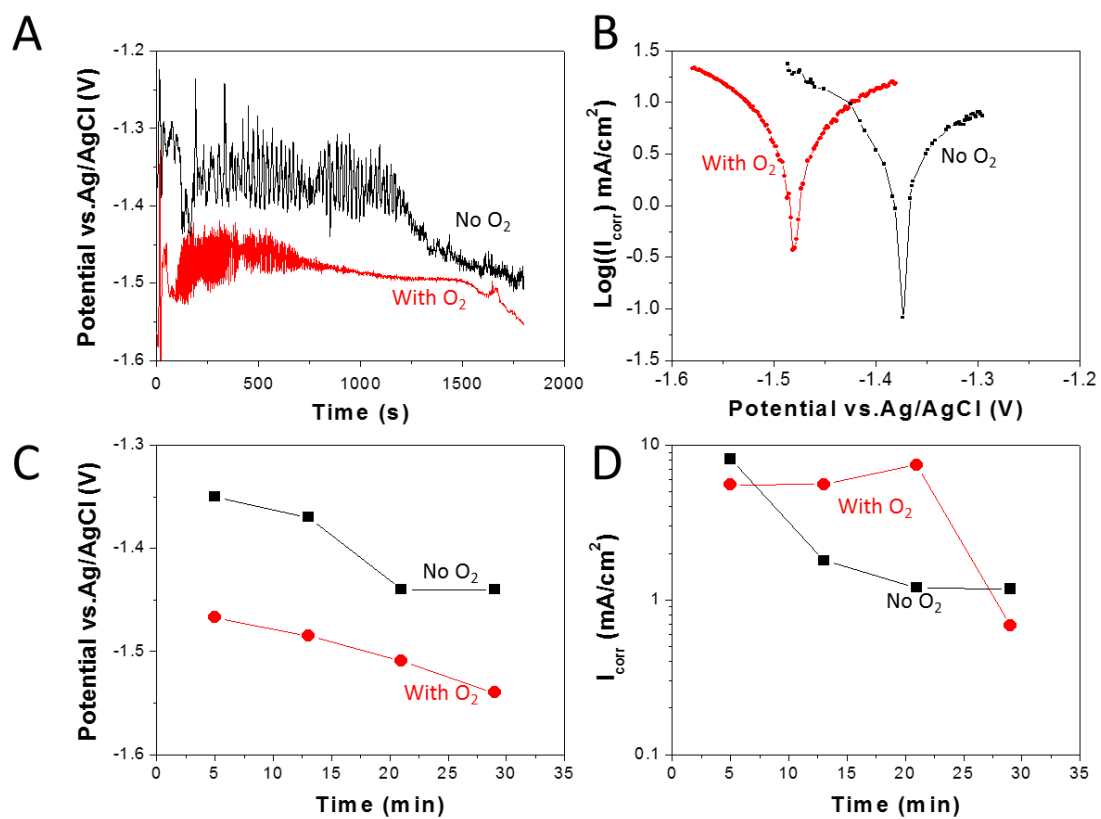 A
Potential vs.Ag/AgCl (V)
-1.2
-1.3
-1.4
-1.5
-1.6
No O2
With O2
0
500
1000
1500
2000
Time (s)
B
Log((Icorr) mA/cm2)
1.5
1.0
0.5
0.0
-0.5
-1.0
-1.5
With O2
No O2
-1.6
-1.5
-1.4
-1.3
-1.2
Potential vs.Ag/AgCl (V)
C
Potential vs.Ag/AgCl (V)
-1.3
-1.4
-1.5
-1.6
No O2
With O2
0
5
10
15
20
25
30
35
Time (min)
D
Icorr (mA/cm2)
10
1
0.1
With O2
No O2
0
5
10
15
20
25
30
35
Time (min)